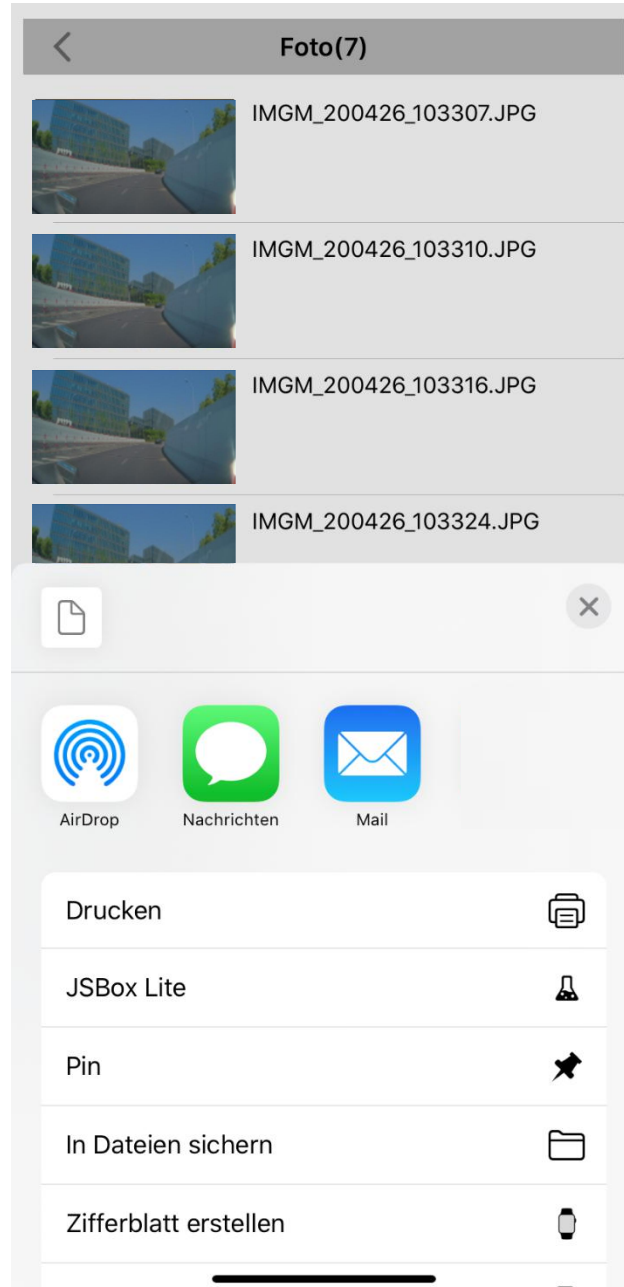 Foto(7)
IMGM_200426_103307.JPG
IMGM_200426_103310.JPG
IMGM_200426_103316.JPG
IMGM_200426_103324.JPG
AirDrop
Nachrichten
Mail
Drucken
JSBox Lite
Pin
In Dateien sichern
Zifferblatt erstellen